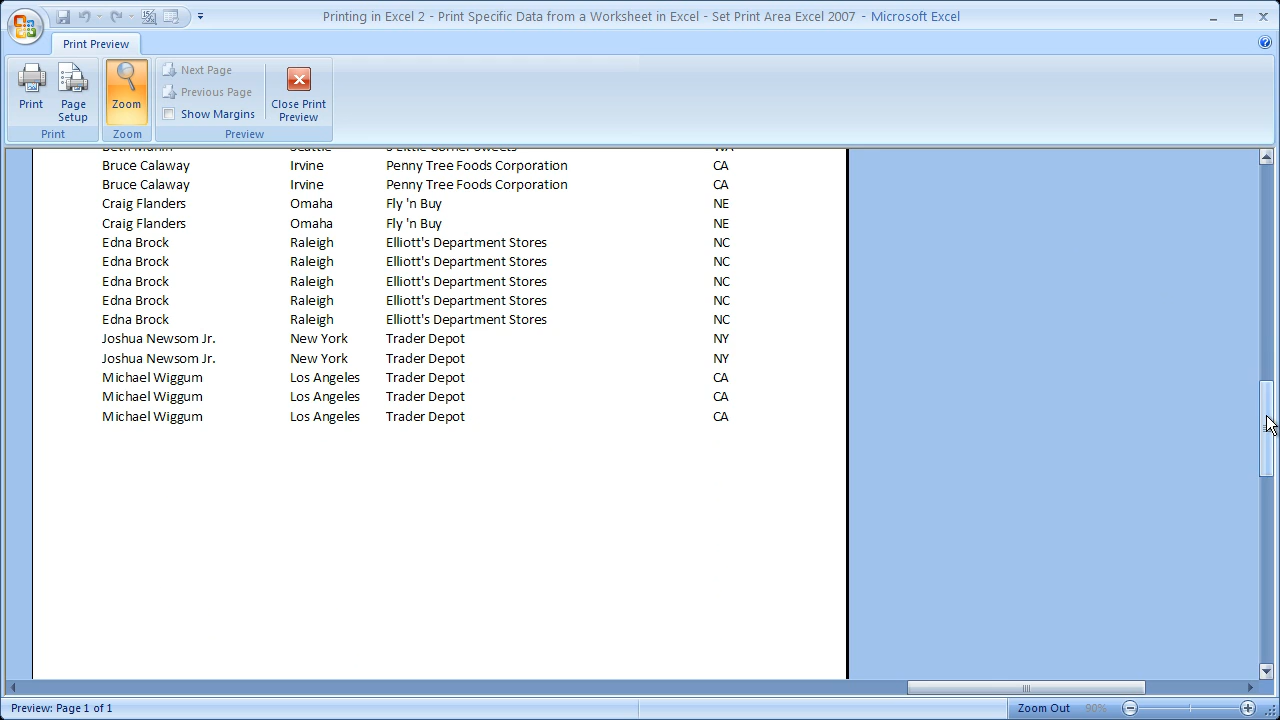 Printing in Excel 2 - Print Specific Data from a Worksheet in Excel - Set Print Area Excel 2007 - Microsoft Excel
Print Preview
Print
Page Setup
Zoom
Next Page
Previous Page
Show Margins
Close Print Preview
Print
Zoom
Preview
Beth Munin Seattle WA
Bruce Calaway Irvine Penny Tree Foods Corporation CA
Bruce Calaway Irvine Penny Tree Foods Corporation CA
Craig Flanders Omaha Fly 'n Buy NE
Craig Flanders Omaha Fly 'n Buy NE
Edna Brock Raleigh Elliott's Department Stores NC
Edna Brock Raleigh Elliott's Department Stores NC
Edna Brock Raleigh Elliott's Department Stores NC
Edna Brock Raleigh Elliott's Department Stores NC
Edna Brock Raleigh Elliott's Department Stores NC
Joshua Newsom Jr. New York Trader Depot NY
Joshua Newsom Jr. New York Trader Depot NY
Michael Wiggum Los Angeles Trader Depot CA
Michael Wiggum Los Angeles Trader Depot CA
Michael Wiggum Los Angeles Trader Depot CA
Preview: Page 1 of 1
Zoom Out 90%